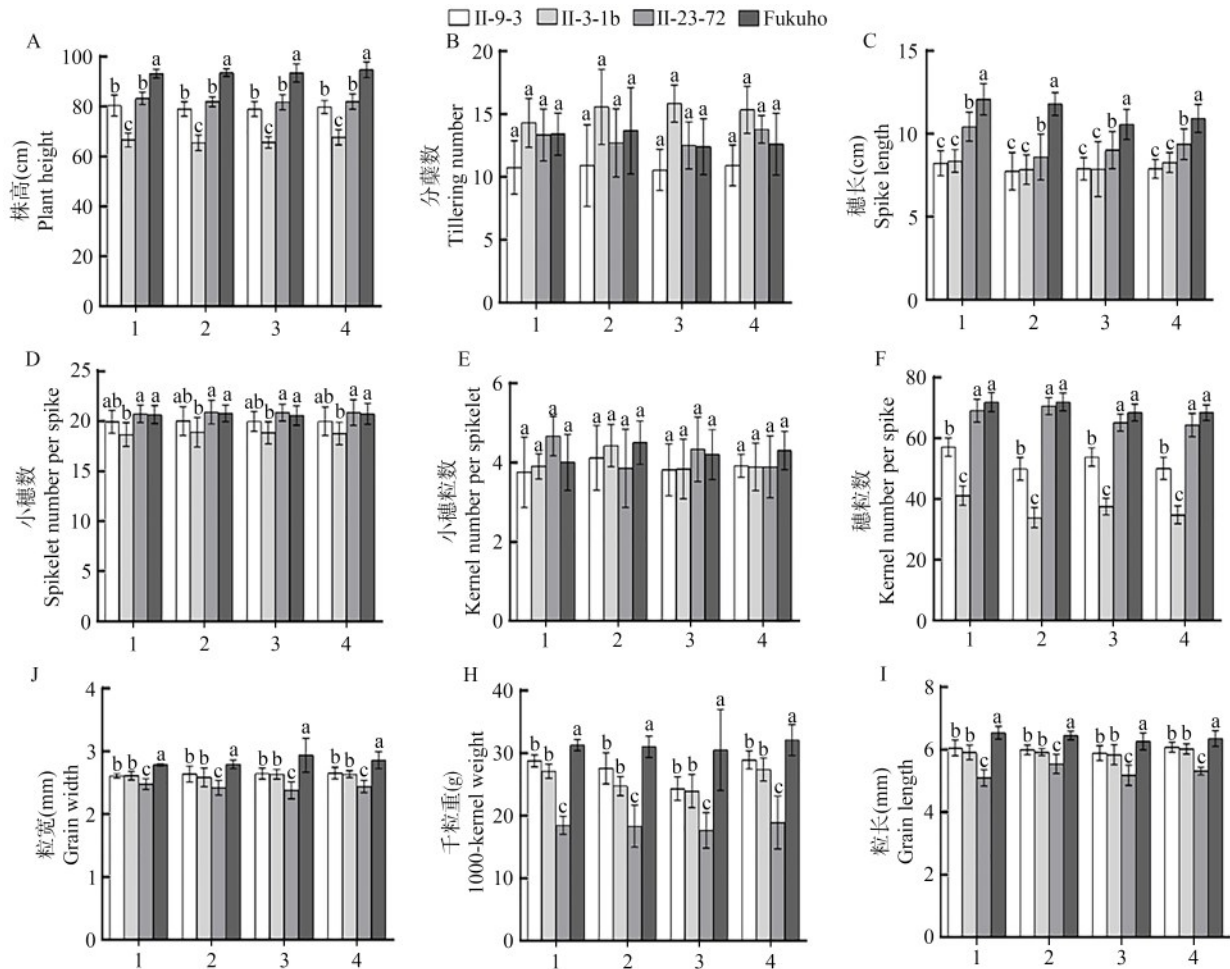 II-9-3 II-3-1b II-23-72 Fukuho
A
株高(cm)
Plant height
100
80
60
40
20
0
b c b a b c b a b c b a b c b a
1 2 3 4
B
分蘖数
Tillering number
20
15
10
5
0
a a a a a a a a a a a a a a a a
1 2 3 4
C
穗长(cm)
Spike length
15
10
5
0
c c b a c c b a c c b a c c b a
1 2 3 4
D
小穗数
Spikelet number per spike
25
20
15
10
5
0
ab b a a ab b a a ab b a a ab b a a
1 2 3 4
E
小穗粒数
Kernel number per spikelet
6
4
2
0
a a a a a a a a a a a a a a a a
1 2 3 4
F
穗粒数
Kernel number per spike
80
60
40
20
0
b c a a b c a a b c a a b c a a
1 2 3 4
J
粒宽(mm)
Grain width
4
3
2
1
0
b b c a b b c a b b c a b b c a
1 2 3 4
H
千粒重(g)
1000-kernel weight
40
30
20
10
0
b b c a b b c a b b c a b b c a
1 2 3 4
I
粒长(mm)
Grain length
8
6
4
2
0
b b c a b b c a b b c a b b c a
1 2 3 4